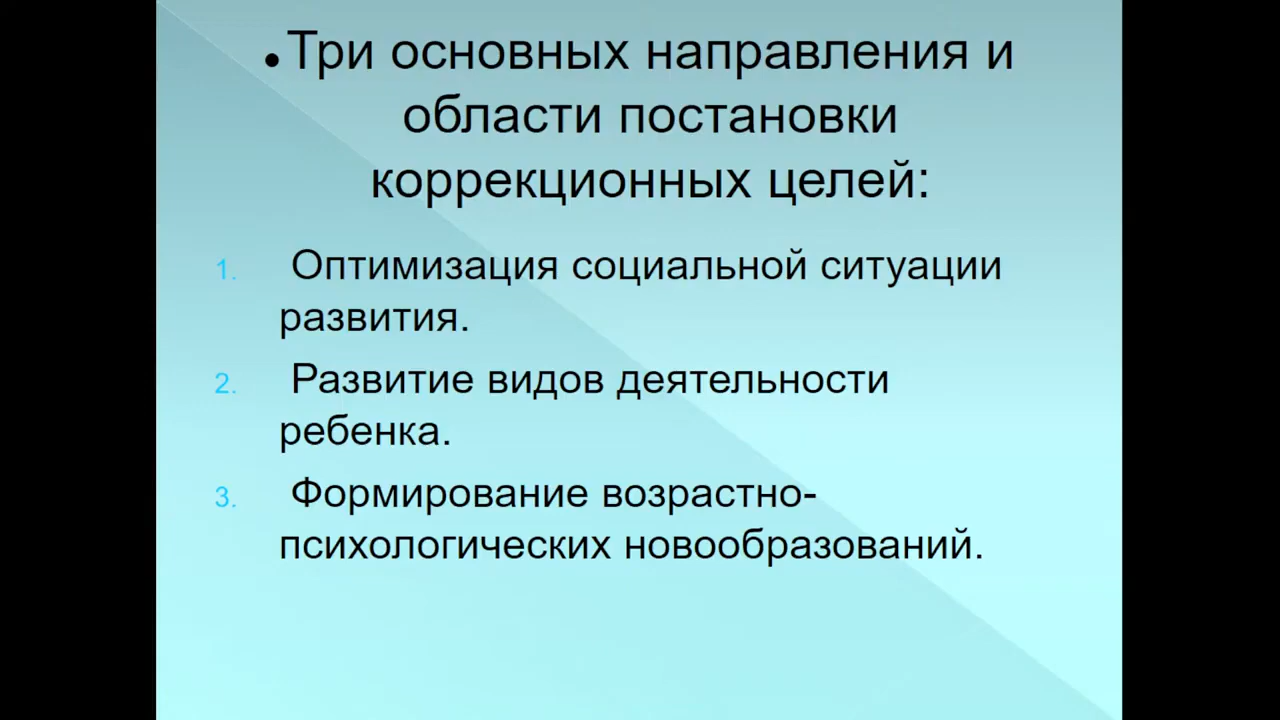 • Три основных направления и
области постановки
коррекционных целей:
1. Оптимизация социальной ситуации
развития.
2. Развитие видов деятельности
ребенка.
3. Формирование возрастно-
психологических новообразований.